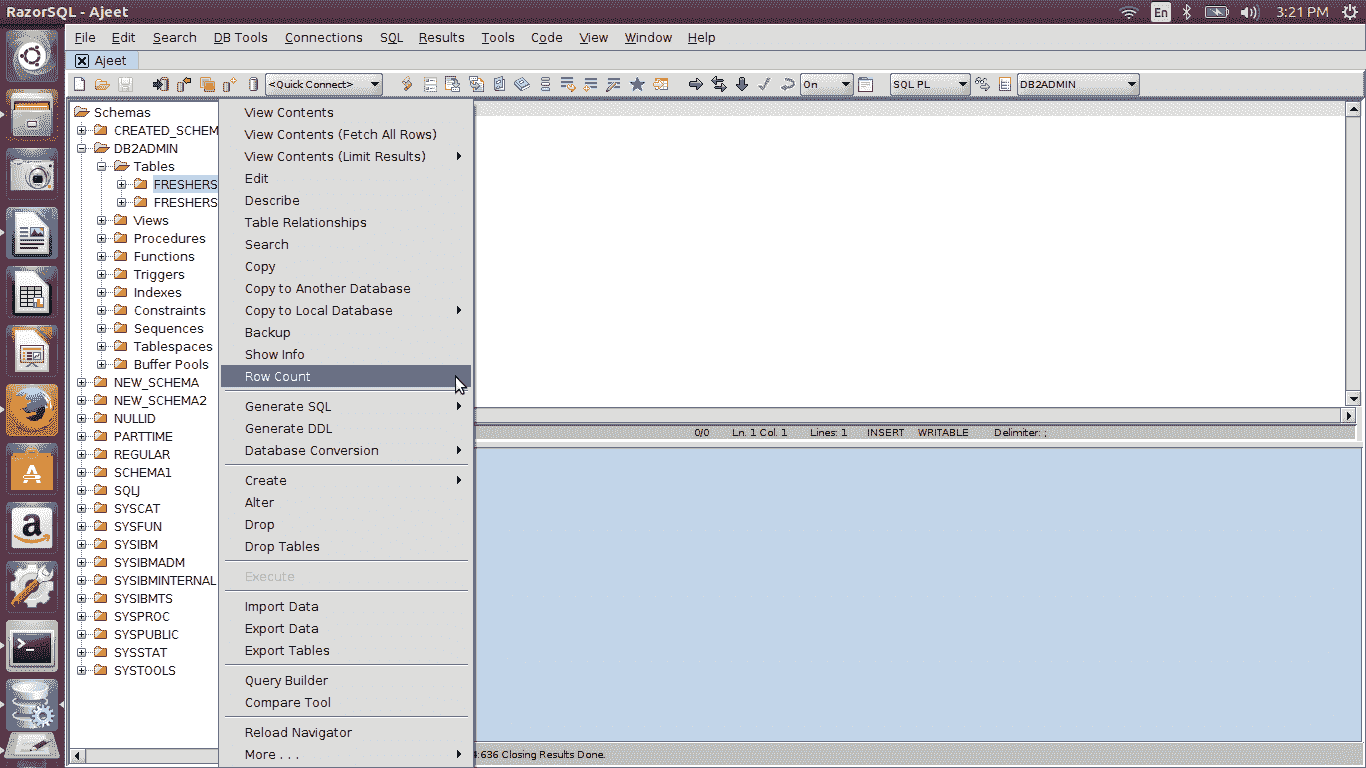 RazorSQL - Ajeet
En
3:21 PM
File Edit Search DB Tools Connections SQL Results Tools Code View Window Help
Ajeet
<Quick Connect>
On
SQL PL
DB2ADMIN
Schemas
CREATED_SCHEM
DB2ADMIN
Tables
FRESHERS
FRESHERS
Views
Procedures
Functions
Triggers
Indexes
Constraints
Sequences
Tablespaces
Buffer Pools
NEW_SCHEMA
NEW_SCHEMA2
NULLID
PARTTIME
REGULAR
SCHEMA1
SQLJ
SYSCAT
SYSFUN
SYSIBM
SYSIBMADM
SYSIBMINTERNAL
SYSIBMTS
SYSPROC
SYSPUBLIC
SYSSTAT
SYSTOOLS
View Contents
View Contents (Fetch All Rows)
View Contents (Limit Results)
Edit
Describe
Table Relationships
Search
Copy
Copy to Another Database
Copy to Local Database
Backup
Show Info
Row Count
Generate SQL
Generate DDL
Database Conversion
Create
Alter
Drop
Drop Tables
Execute
Import Data
Export Data
Export Tables
Query Builder
Compare Tool
Reload Navigator
More . . .
0/0 Ln. 1 Col. 1 Lines: 1 INSERT WRITABLE Delimiter: ;
:636 Closing Results Done.